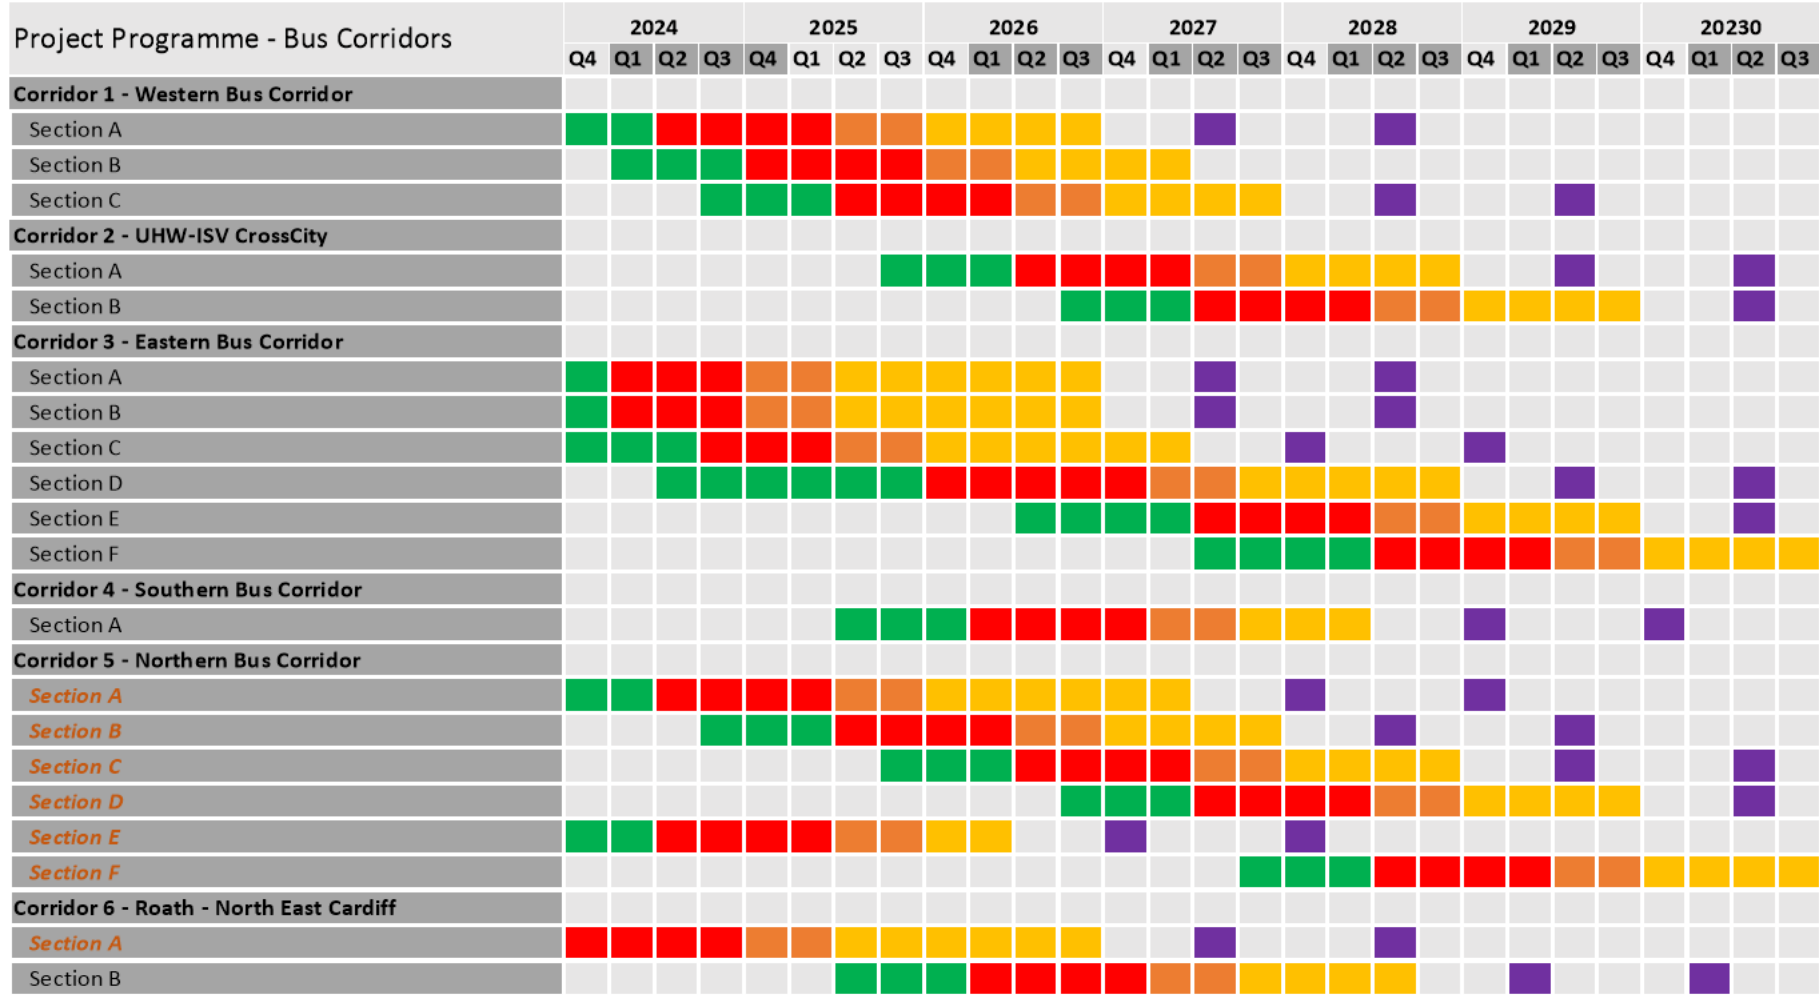 Project Programme - Bus Corridors
2024 2025 2026 2027 2028 2029 20230
Q4 Q1 Q2 Q3 Q4 Q1 Q2 Q3 Q4 Q1 Q2 Q3 Q4 Q1 Q2 Q3 Q4 Q1 Q2 Q3 Q4 Q1 Q2 Q3 Q4 Q1 Q2 Q3
Corridor 1 - Western Bus Corridor
Section A
Section B
Section C
Corridor 2 - UHW-ISV CrossCity
Section A
Section B
Corridor 3 - Eastern Bus Corridor
Section A
Section B
Section C
Section D
Section E
Section F
Corridor 4 - Southern Bus Corridor
Section A
Corridor 5 - Northern Bus Corridor
Section A
Section B
Section C
Section D
Section E
Section F
Corridor 6 - Roath - North East Cardiff
Section A
Section B